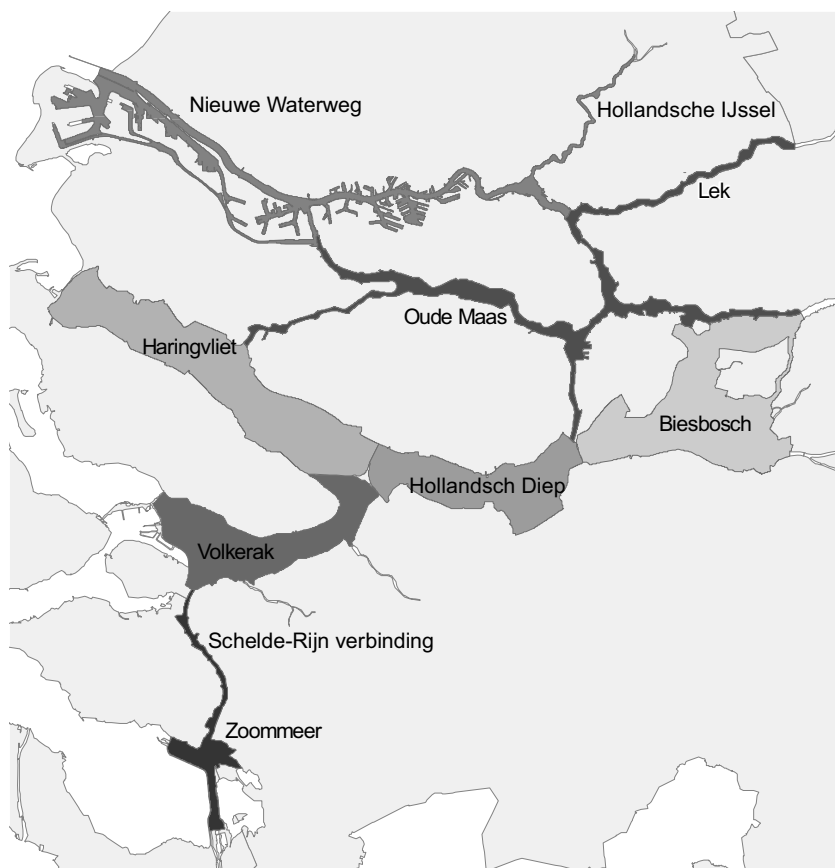 Nieuwe Waterweg
Hollandsche IJssel
Lek
Oude Maas
Haringvliet
Biesbosch
Hollandsch Diep
Volkerak
Schelde-Rijn verbinding
Zoommeer